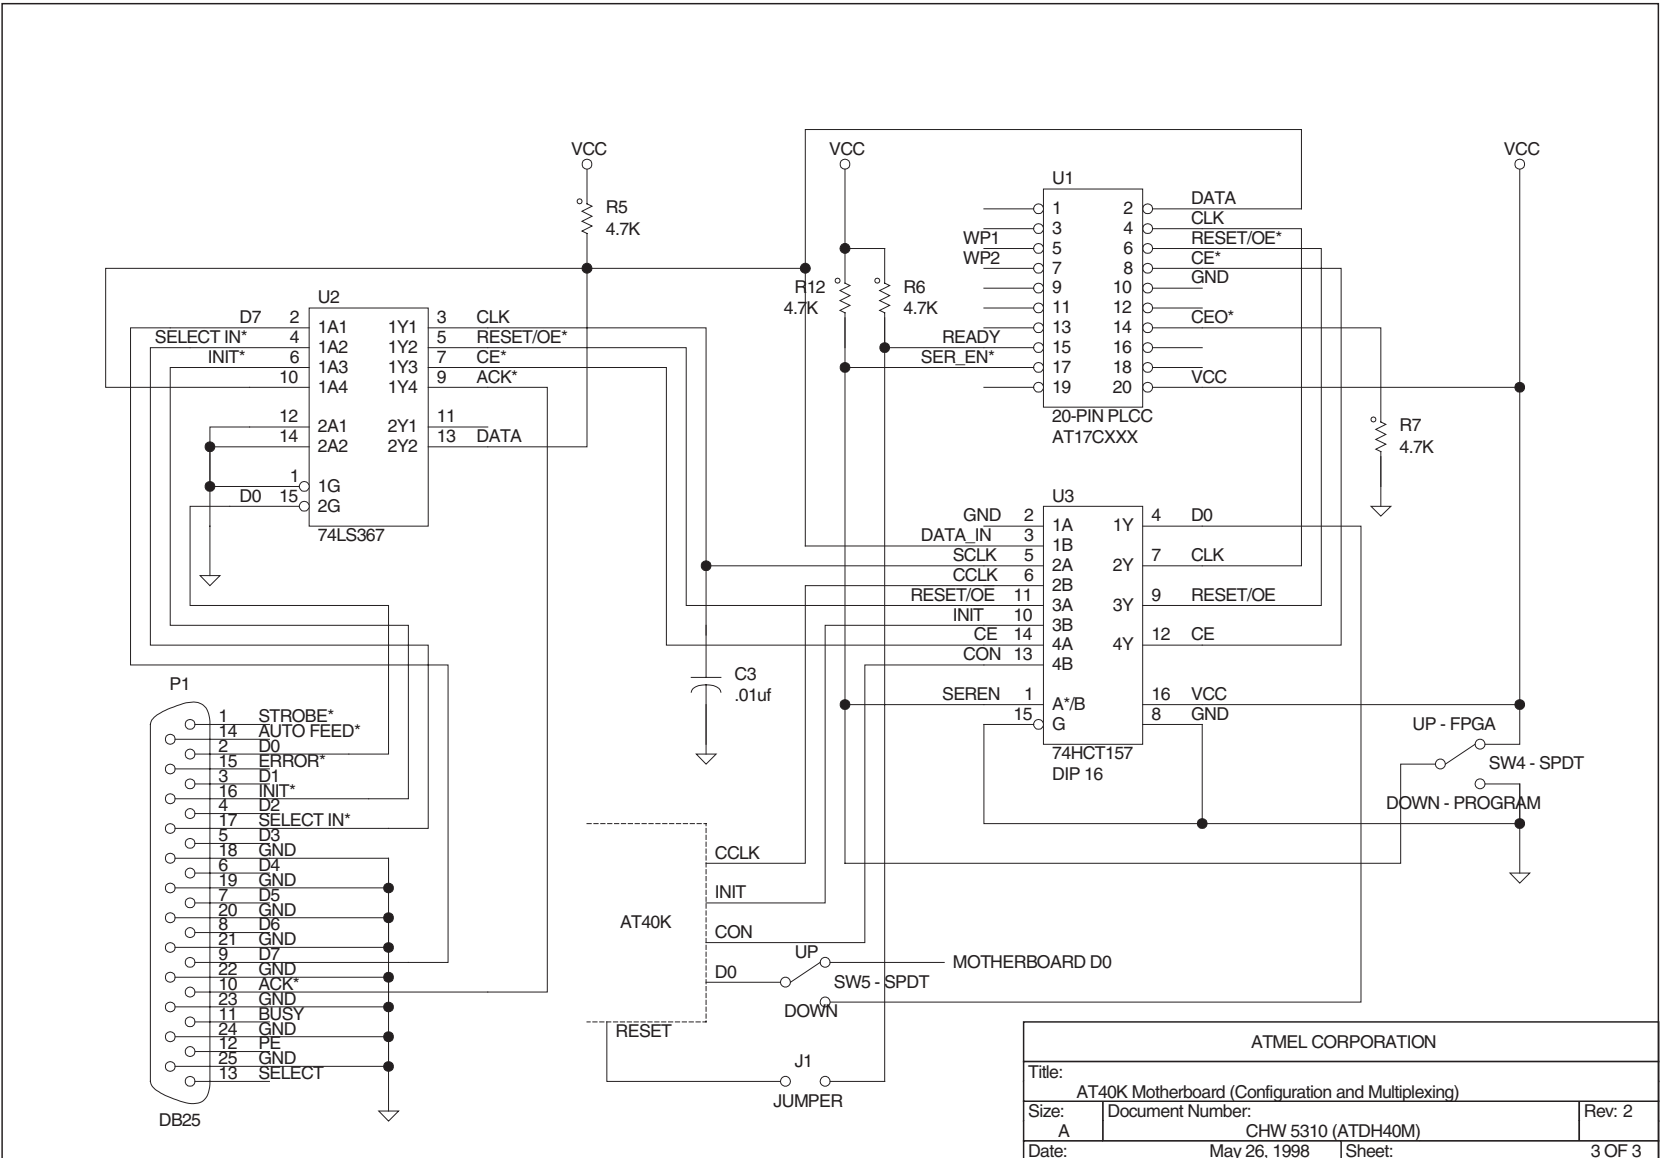 VCC
VCC
VCC
R5
4.7K
R12
4.7K
R6
4.7K
U1
1 2 DATA
3 4 CLK
WP1 5 6 RESET/OE*
WP2 7 8 CE*
9 10 GND
11 12
13 14 CEO*
READY 15 16
SER_EN* 17 18
19 20 VCC
20-PIN PLCC
AT17CXXX
R7
4.7K
U2
D7 2 1A1 1Y1 3 CLK
SELECT IN* 4 1A2 1Y2 5 RESET/OE*
INIT* 6 1A3 1Y3 7 CE*
10 1A4 1Y4 9 ACK*
12 2A1 2Y1 11
14 2A2 2Y2 13 DATA
1 1G
D0 15 2G
74LS367
U3
GND 2 1A 1Y 4 D0
DATA_IN 3 1B
SCLK 5 2A 2Y 7 CLK
CCLK 6 2B
RESET/OE 11 3A 3Y 9 RESET/OE
INIT 10 3B
CE 14 4A 4Y 12 CE
CON 13 4B
SEREN 1 A*/B 16 VCC
15 G 8 GND
74HCT157
DIP 16
C3
.01uf
UP - FPGA
SW4 - SPDT
DOWN - PROGRAM
P1
1 STROBE*
14 AUTO FEED*
2 D0
15 ERROR*
3 D1
16 INIT*
4 D2
17 SELECT IN*
5 D3
18 GND
6 D4
19 GND
7 D5
20 GND
8 D6
21 GND
9 D7
22 GND
10 ACK*
23 GND
11 BUSY
24 GND
12 PE
25 GND
13 SELECT
DB25
AT40K
CCLK
INIT
CON
D0
RESET
UP
MOTHERBOARD D0
SW5 - SPDT
DOWN
J1
JUMPER
ATMEL CORPORATION
Title:
AT40K Motherboard (Configuration and Multiplexing)
Size: A
Document Number:
CHW 5310 (ATDH40M)
Rev: 2
Date: May 26, 1998
Sheet: 3 OF 3